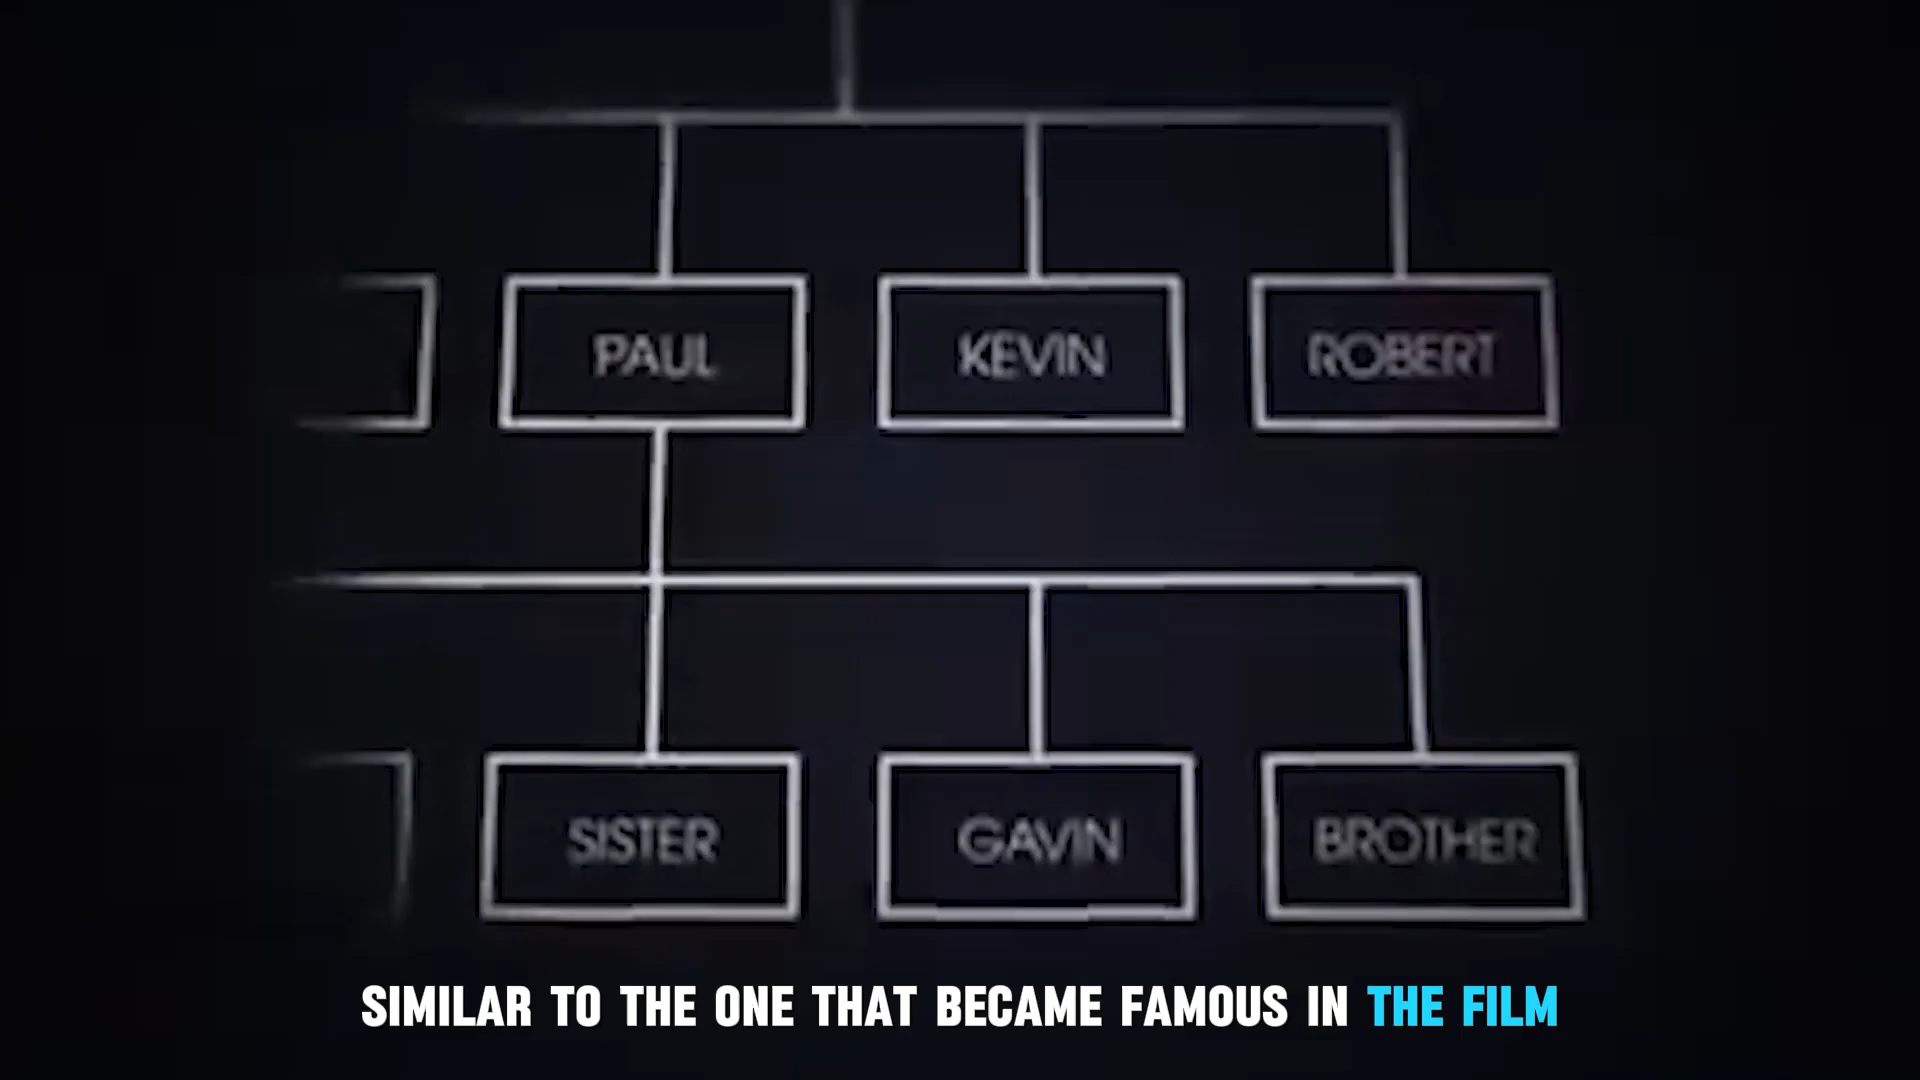 PAUL
KEVIN
ROBERT
SISTER
GAVIN
BROTHER
SIMILAR TO THE ONE THAT BECAME FAMOUS IN THE FILM